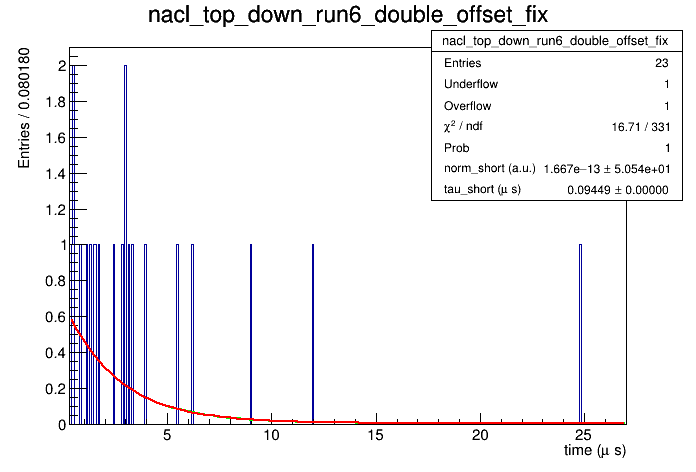 nacl_top_down_run6_double_offset_fix
nacl_top_down_run6_double_offset_fix
Entries 23
Underflow 1
Overflow 1
χ² / ndf 16.71 / 331
Prob 1
norm_short (a.u.) 1.667e−13 ± 5.054e+01
tau_short (μ s) 0.09449 ± 0.00000
Entries / 0.080180
2
1.8
1.6
1.4
1.2
1
0.8
0.6
0.4
0.2
0
5 10 15 20 25
time (μ s)